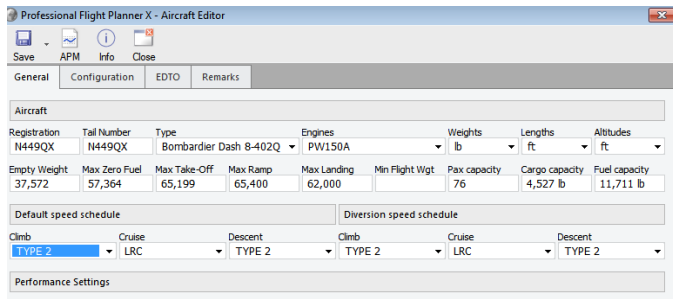 Professional Flight Planner X - Aircraft Editor
Save APM Info Close
General Configuration EDTO Remarks
Aircraft
Registration Tail Number Type Engines Weights Lengths Altitudes
N449QX N449QX Bombardier Dash 8-402Q PW150A lb ft ft
Empty Weight Max Zero Fuel Max Take-Off Max Ramp Max Landing Min Flight Wgt Pax capacity Cargo capacity Fuel capacity
37,572 57,364 65,199 65,400 62,000 76 4,527 lb 11,711 lb
Default speed schedule Diversion speed schedule
Climb Cruise Descent Climb Cruise Descent
TYPE 2 LRC TYPE 2 TYPE 2 LRC TYPE 2
Performance Settings